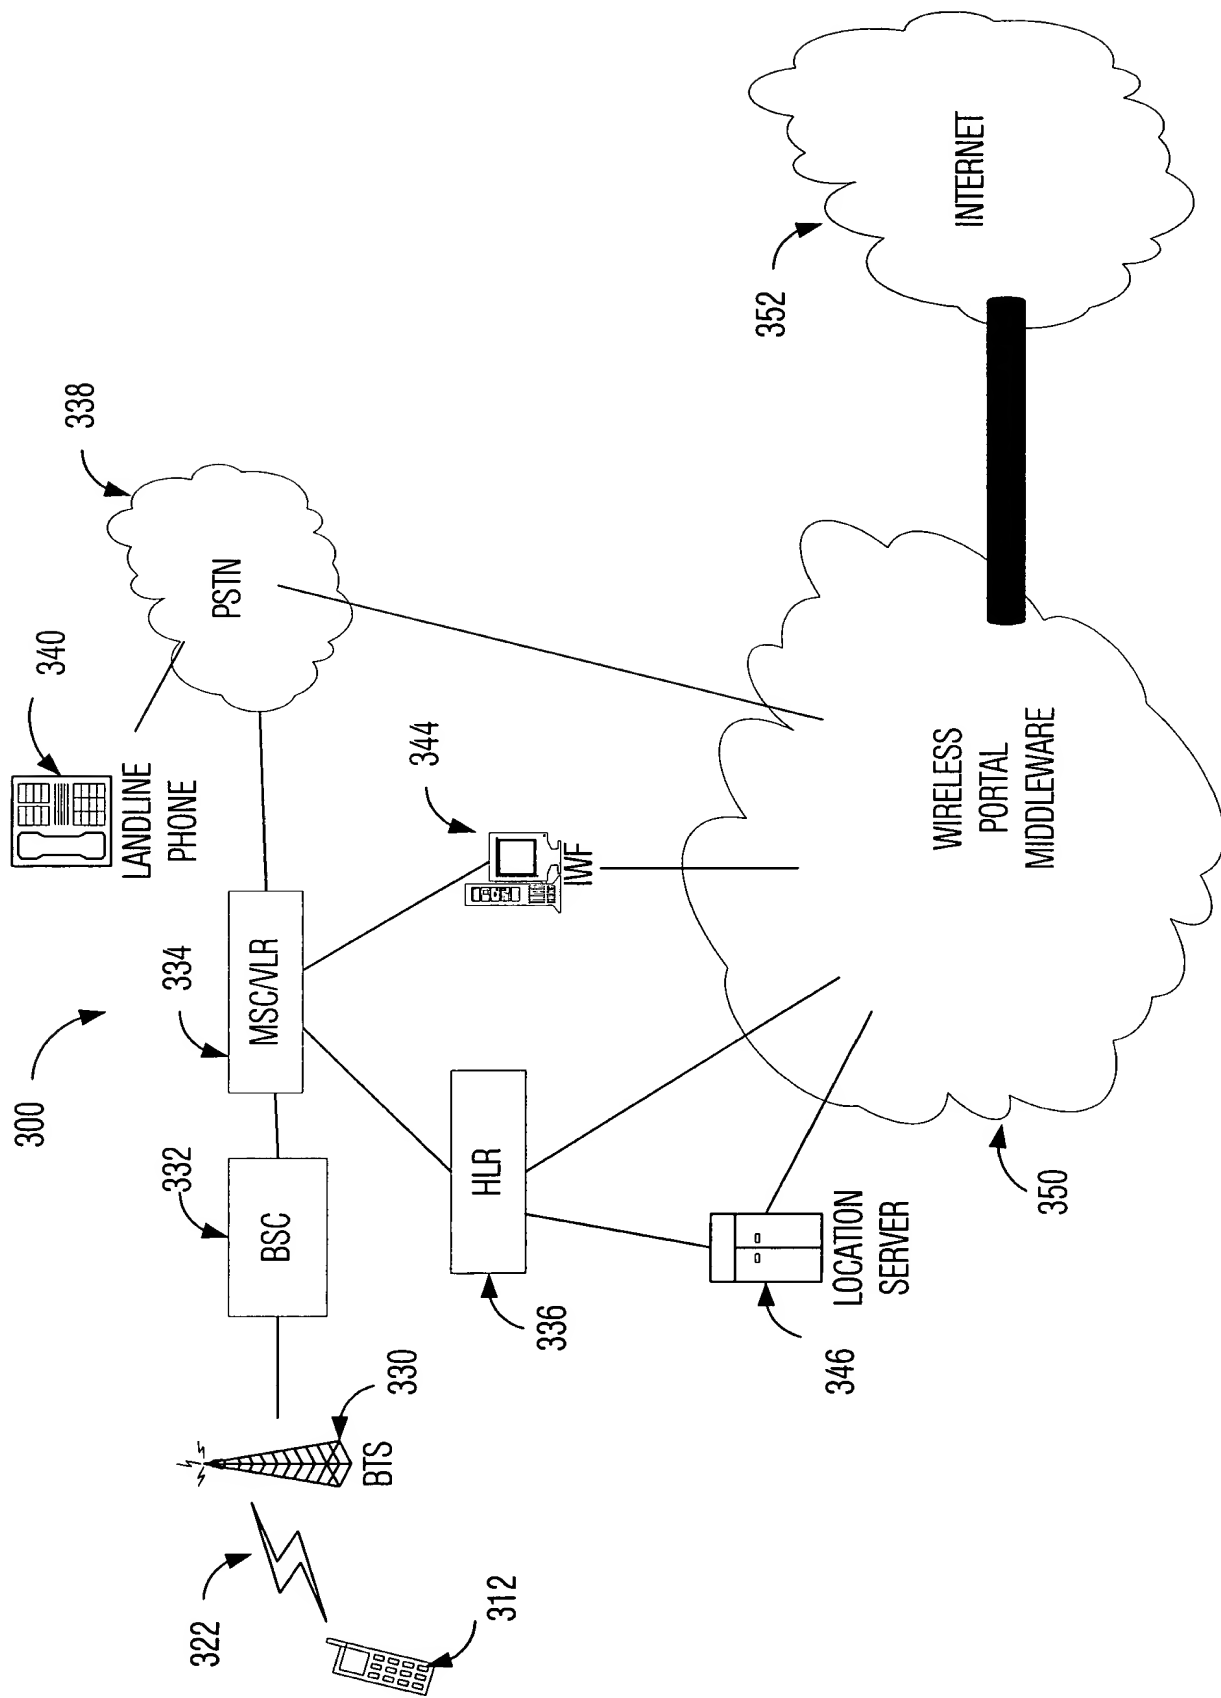 300
340
LANDLINE
PHONE
338
PSTN
334
MSC/VLR
332
BSC
330
BTS
322
312
344
IWF
HLR
336
346
LOCATION
SERVER
WIRELESS
PORTAL
MIDDLEWARE
350
352
INTERNET